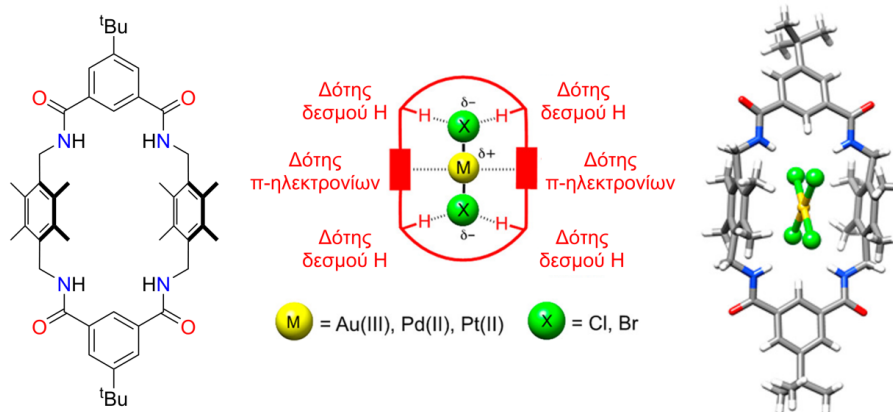 tBu
O
O
NH
HN
NH
HN
O
O
tBu
Δότης
δεσμού Η
Δότης
π-ηλεκτρονίων
Δότης
δεσμού Η
δ−
H
X
H
M
δ+
H
X
H
δ−
Δότης
δεσμού Η
Δότης
π-ηλεκτρονίων
Δότης
δεσμού Η
M = Au(III), Pd(II), Pt(II)
X = Cl, Br